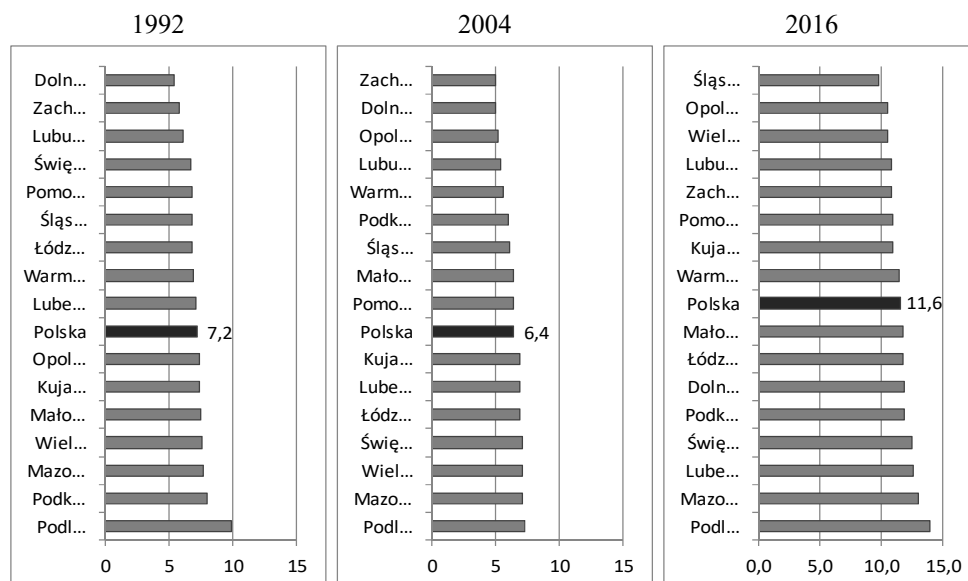 1992
Doln...
Zach...
Lubu...
Świę...
Pomo...
Śląs...
Łódz...
Warm...
Lube...
Polska
7,2
Opol...
Kuja...
Mało...
Wiel...
Mazo...
Podk...
Podl...
0 5 10 15
2004
Zach...
Doln...
Opol...
Lubu...
Warm...
Podk...
Śląs...
Mało...
Pomo...
Polska
6,4
Kuja...
Lube...
Łódz...
Świę...
Wiel...
Mazo...
Podl...
0 5 10 15
2016
Śląs...
Opol...
Wiel...
Lubu...
Zach...
Pomo...
Kuja...
Warm...
Polska
11,6
Mało...
Łódz...
Doln...
Podk...
Świę...
Lube...
Mazo...
Podl...
0,0 5,0 10,0 15,0